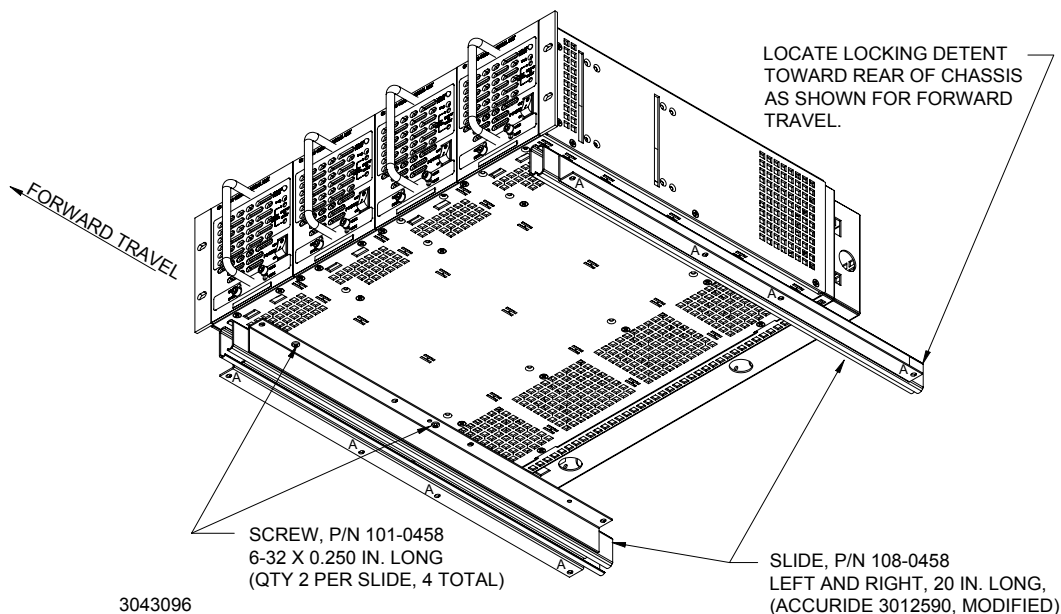 LOCATE LOCKING DETENT
TOWARD REAR OF CHASSIS
AS SHOWN FOR FORWARD
TRAVEL.
FORWARD TRAVEL
A
A
A
A
A
A
A
A
SCREW, P/N 101-0458
6-32 X 0.250 IN. LONG
(QTY 2 PER SLIDE, 4 TOTAL)
SLIDE, P/N 108-0458
LEFT AND RIGHT, 20 IN. LONG,
(ACCURIDE 3012590, MODIFIED)
3043096